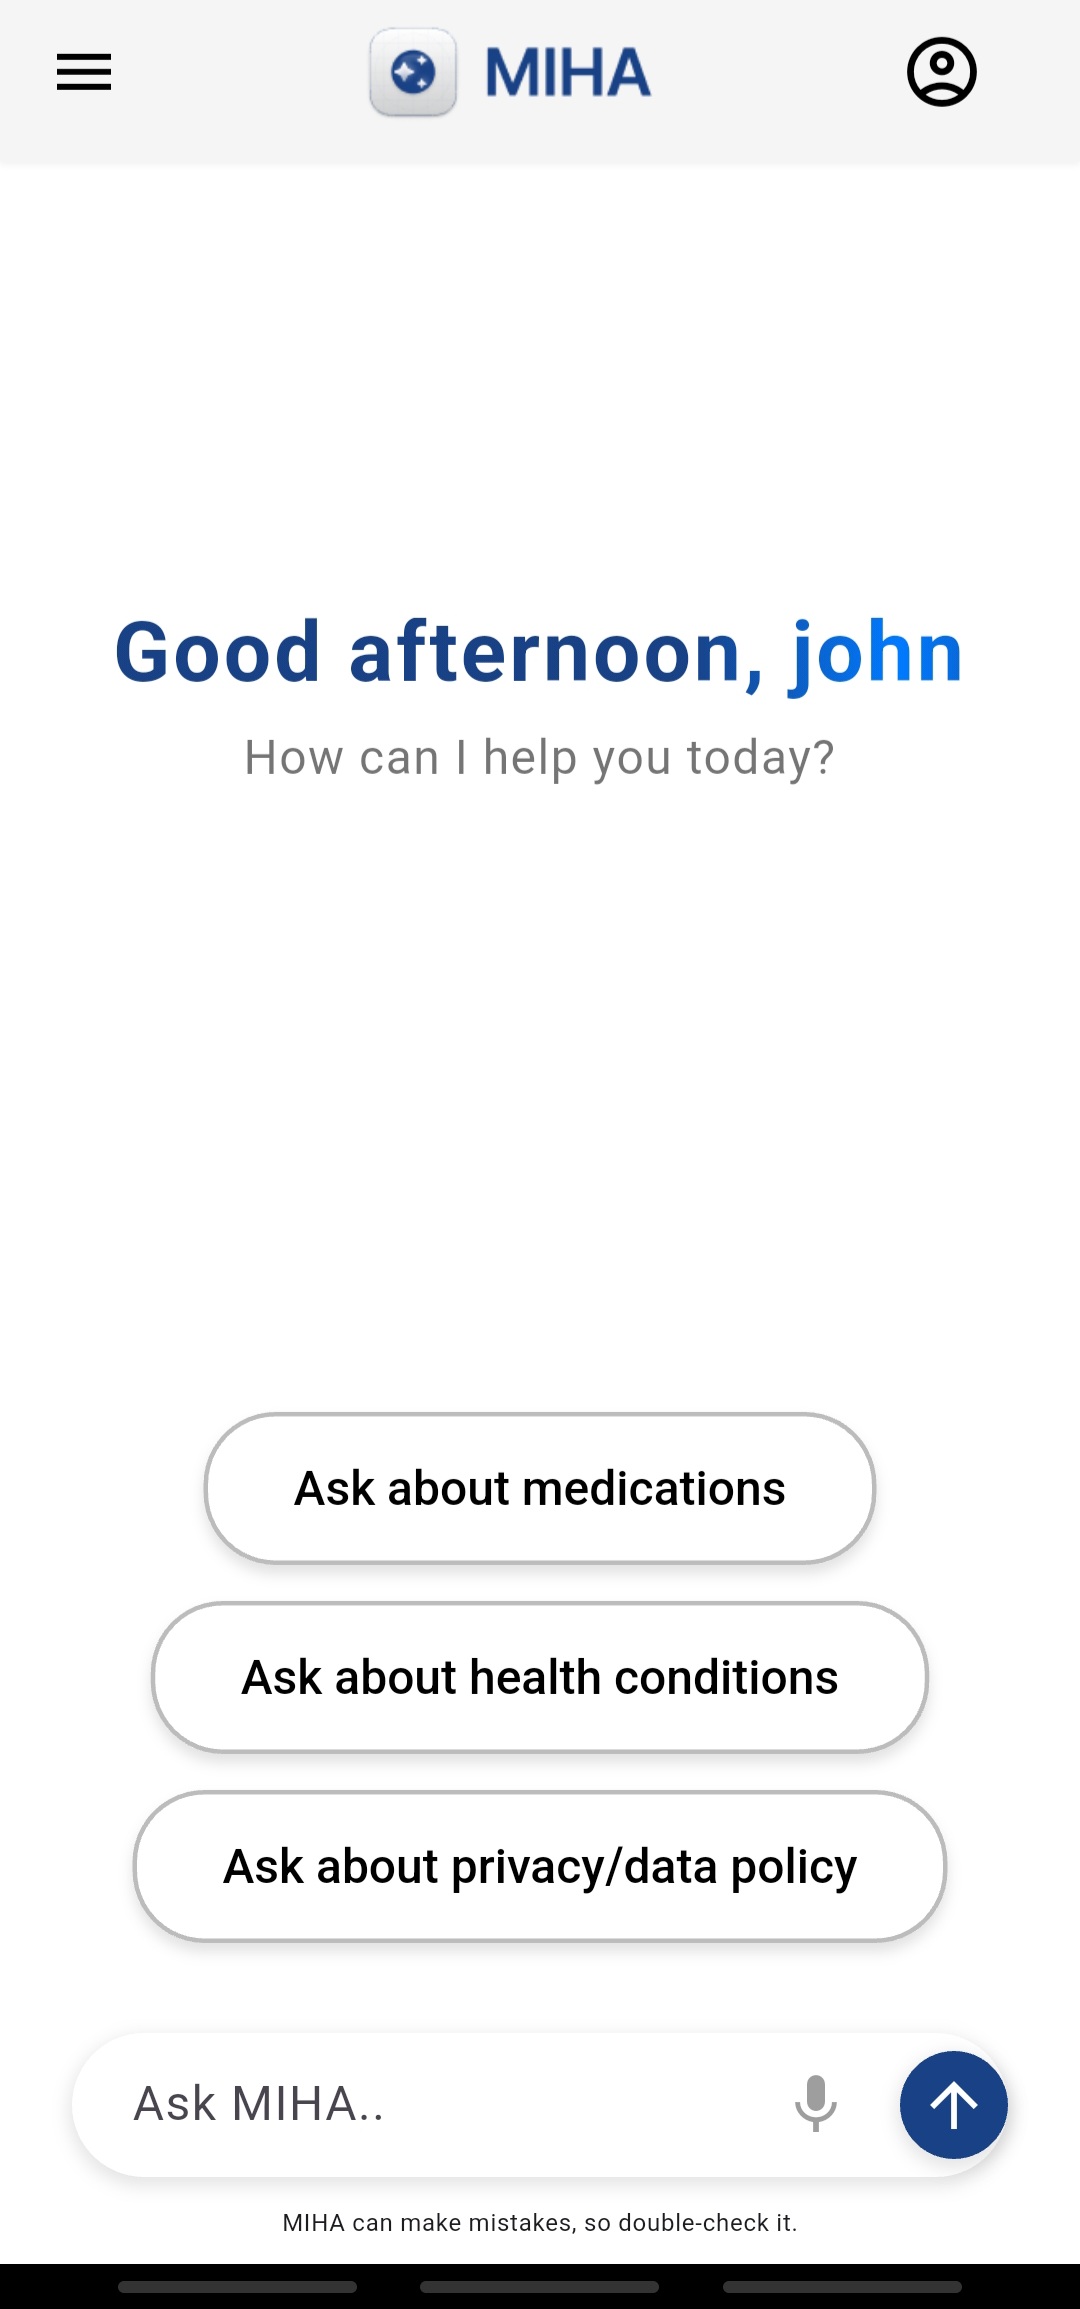 MIHA
Good afternoon, john
How can I help you today?
Ask about medications
Ask about health conditions
Ask about privacy/data policy
Ask MIHA..
MIHA can make mistakes, so double-check it.